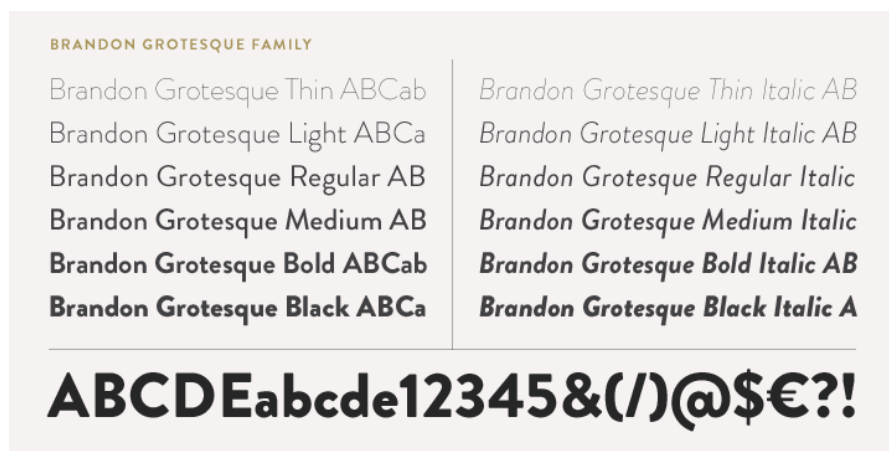 BRANDON GROTESQUE FAMILY
Brandon Grotesque Thin ABCab
Brandon Grotesque Light ABCa
Brandon Grotesque Regular AB
Brandon Grotesque Medium AB
Brandon Grotesque Bold ABCab
Brandon Grotesque Black ABCa
Brandon Grotesque Thin Italic AB
Brandon Grotesque Light Italic AB
Brandon Grotesque Regular Italic
Brandon Grotesque Medium Italic
Brandon Grotesque Bold Italic AB
Brandon Grotesque Black Italic A
ABCDEabcde12345&(/)@$€?!